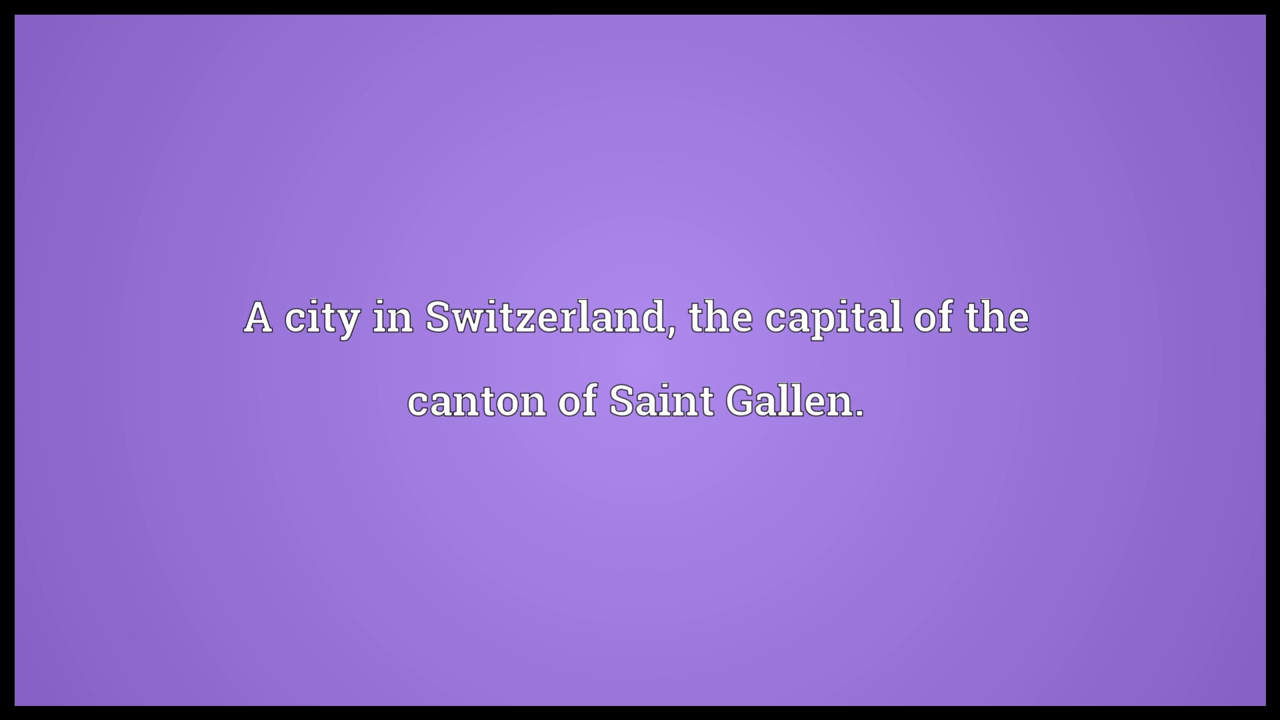 A city in Switzerland, the capital of the
canton of Saint Gallen.